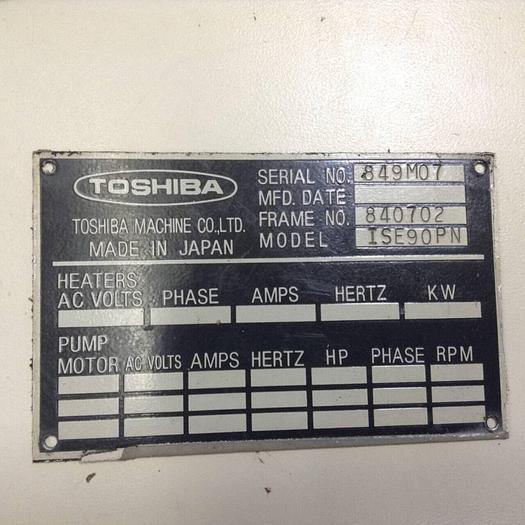 TOSHIBA
TOSHIBA MACHINE CO.,LTD.
MADE IN JAPAN
SERIAL NO. 849M07
MFD. DATE
FRAME NO. 840702
MODEL ISE90PN
HEATERS
AC VOLTS PHASE AMPS HERTZ KW
PUMP
MOTOR AC VOLTS AMPS HERTZ HP PHASE RPM